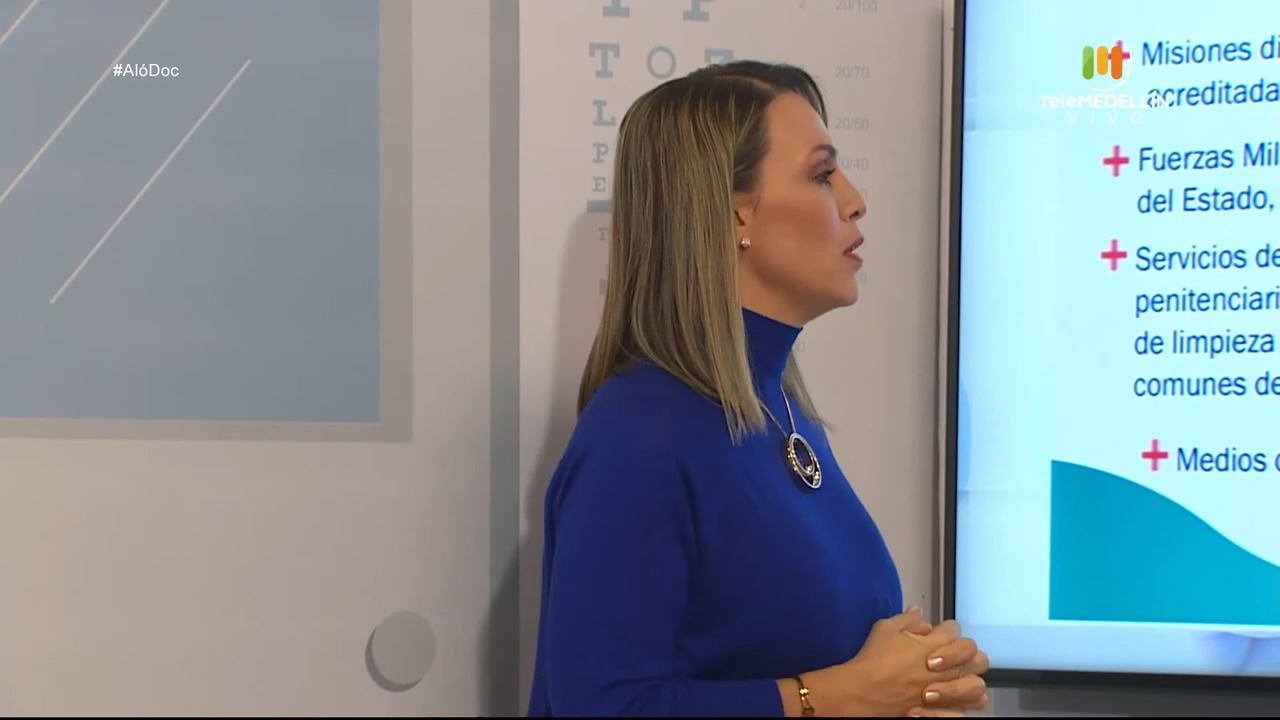 #AlóDoc
T P
20/100
T O Z
20/70
L
20/50
P
E
F
TeleMEDELLÍN
VIVO
Misiones di
acreditada
Fuerzas Mil
del Estado,
Servicios de
penitenciari
de limpieza
comunes de
Medios